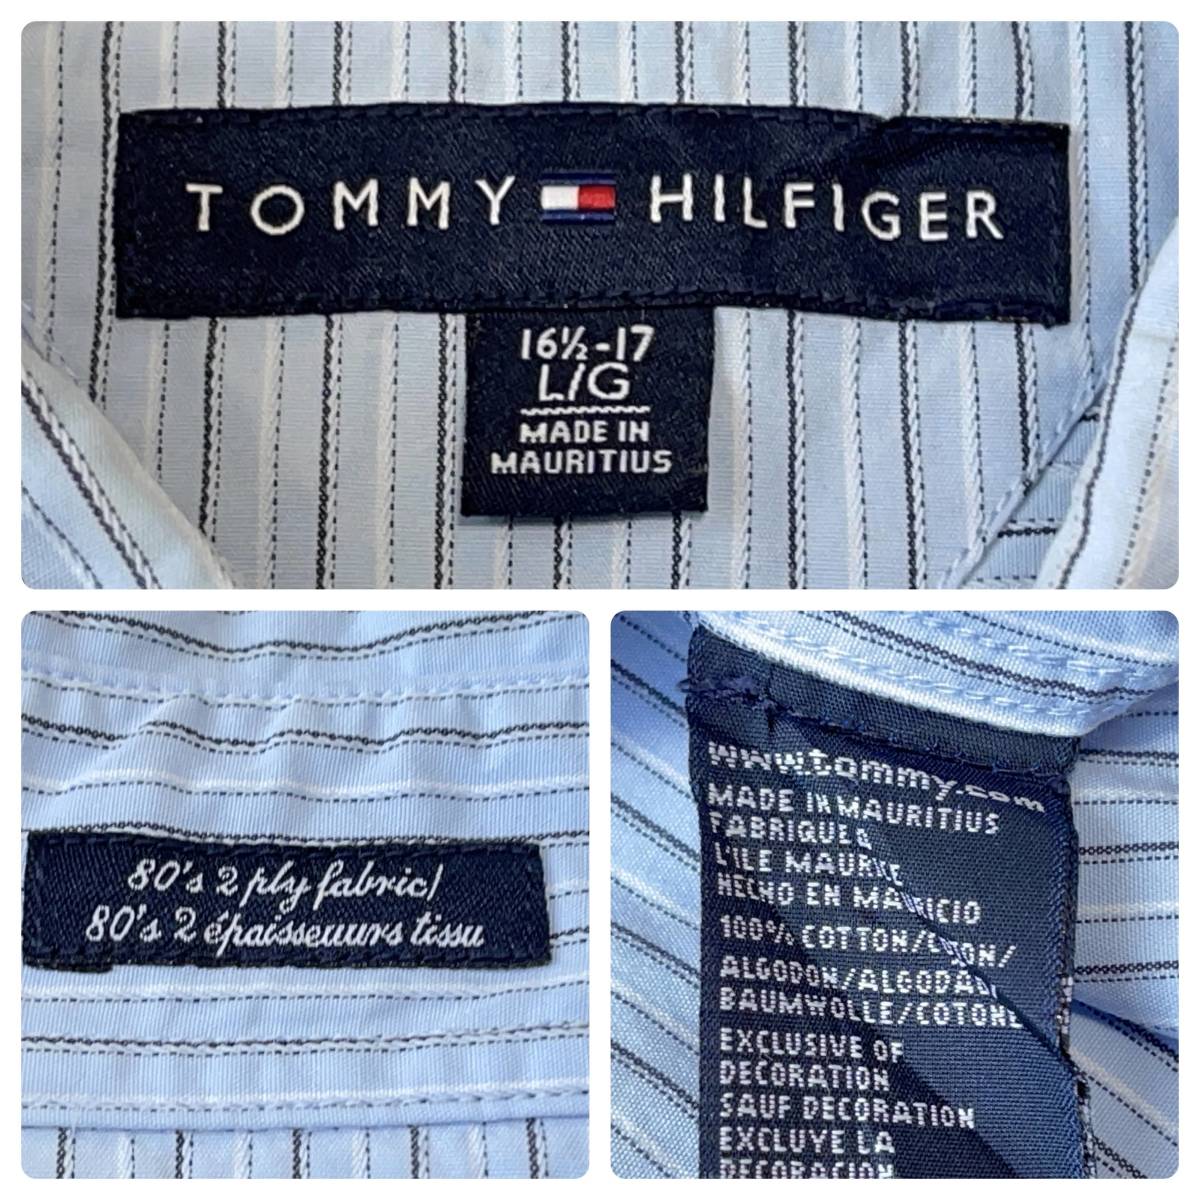 TOMMY HILFIGER
16½-17
L/G
MADE IN
MAURITIUS
80's 2 ply fabric/
80's 2 épaisseuurs tissu
www.tommy.com
MADE IN MAURITIUS
FABRIQUE
L'ILE MAURICE
HECHO EN MAURICIO
100% COTTON/COTON/
ALGODON/ALGODAO
BAUMWOLLE/COTONE
EXCLUSIVE OF
DECORATION
SAUF DECORATION
EXCLUYE LA
DECORACION